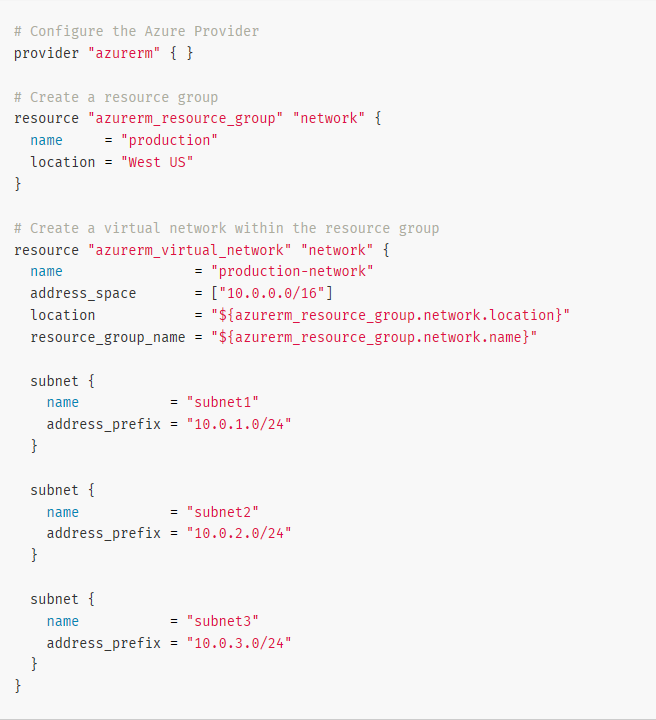 # Configure the Azure Provider
provider "azurerm" { }
# Create a resource group
resource "azurerm_resource_group" "network" {
  name     = "production"
  location = "West US"
}
# Create a virtual network within the resource group
resource "azurerm_virtual_network" "network" {
  name                = "production-network"
  address_space       = ["10.0.0.0/16"]
  location            = "${azurerm_resource_group.network.location}"
  resource_group_name = "${azurerm_resource_group.network.name}"
  subnet {
    name           = "subnet1"
    address_prefix = "10.0.1.0/24"
  }
  subnet {
    name           = "subnet2"
    address_prefix = "10.0.2.0/24"
  }
  subnet {
    name           = "subnet3"
    address_prefix = "10.0.3.0/24"
  }
}